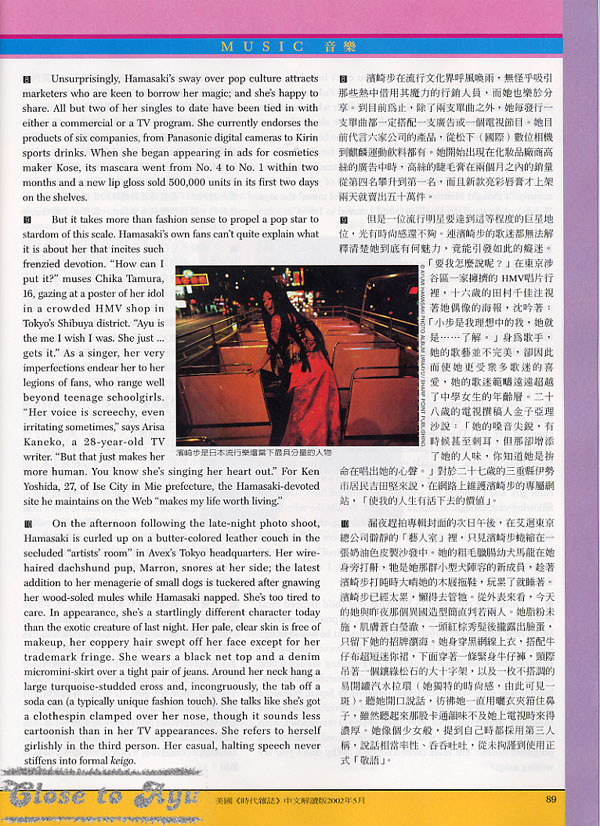 MUSIC 音樂
8 Unsurprisingly, Hamasaki's sway over pop culture attracts
marketers who are keen to borrow her magic; and she's happy to
share. All but two of her singles to date have been tied in with
either a commercial or a TV program. She currently endorses the
products of six companies, from Panasonic digital cameras to Kirin
sports drinks. When she began appearing in ads for cosmetics
maker Kose, its mascara went from No. 4 to No. 1 within two
months and a new lip gloss sold 500,000 units in its first two days
on the shelves.
9 But it takes more than fashion sense to propel a pop star to
stardom of this scale. Hamasaki's own fans can't quite explain what
it is about her that incites such
frenzied devotion. "How can I
put it?" muses Chika Tamura,
16, gazing at a poster of her idol
in a crowded HMV shop in
Tokyo's Shibuya district. "Ayu is
the me I wish I was. She just ...
gets it." As a singer, her very
imperfections endear her to her
legions of fans, who range well
beyond teenage schoolgirls.
"Her voice is screechy, even
irritating sometimes," says Arisa
Kaneko, a 28-year-old TV
writer. "But that just makes her
more human. You know she's singing her heart out." For Ken
Yoshida, 27, of Ise City in Mie prefecture, the Hamasaki-devoted
site he maintains on the Web "makes my life worth living."
10 On the afternoon following the late-night photo shoot,
Hamasaki is curled up on a butter-colored leather couch in the
secluded "artists' room" in Avex's Tokyo headquarters. Her wire-
haired dachshund pup, Marron, snores at her side; the latest
addition to her menagerie of small dogs is tuckered after gnawing
her wood-soled mules while Hamasaki napped. She's too tired to
care. In appearance, she's a startlingly different character today
than the exotic creature of last night. Her pale, clear skin is free of
makeup, her coppery hair swept off her face except for her
trademark fringe. She wears a black net top and a denim
micromini-skirt over a tight pair of jeans. Around her neck hang a
large turquoise-studded cross and, incongruously, the tab off a
soda can (a typically unique fashion touch). She talks like she's got
a clothespin clamped over her nose, though it sounds less
cartoonish than in her TV appearances. She refers to herself
girlishly in the third person. Her casual, halting speech never
stiffens into formal keigo.
8 濱崎步在流行文化界呼風喚雨，無怪乎吸引
那些熱中借用其魔力的行銷人員，而她也樂於分
享。到目前為止，除了兩支單曲之外，她每發行一
支單曲都一定搭配一支廣告或一個電視節目。她目
前代言六家公司的產品，從松下（國際）數位相機
到麒麟運動飲料都有。她開始出現在化妝品廠商高
絲的廣告中時，高絲的睫毛膏在兩個月之內的銷量
從第四名攀升到第一名，而且新款亮彩唇膏才上架
兩天就賣出五十萬件。
9 但是一位流行明星要達到這等程度的巨星地
位，光有時尚感還不夠。連濱崎步的歌迷都無法解
釋清楚她到底有何魅力，竟能引發如此的癡迷。
「要我怎麼說呢？」在東京涉
谷區一家擁擠的 HMV唱片行
裡，十六歲的田村千佳注視
著她偶像的海報，沈吟著：
「小步是我理想中的我，她就
是……了解。」身為歌手，
她的歌藝並不完美，卻因此
而使她更受眾多歌迷的喜
愛，她的歌迷範疇遠遠超越
了中學女生的年齡層。二十
八歲的電視撰稿人金子亞理
沙說：「她的嗓音尖銳，有
時候甚至刺耳，但那卻增添
了她的人味，你知道她是拚
命在唱出她的心聲。」對於二十七歲的三重縣伊勢
市居民吉田堅來說，在網路上維護濱崎步的專屬網
站，「使我的人生有活下去的價值」。
10 漏夜趕拍專輯封面的次日午後，在艾迴東京
總公司僻靜的「藝人室」裡，只見濱崎步蜷縮在一
張奶油色皮製沙發中。她的粗毛臘腸幼犬馬龍在她
身旁打鼾，牠是她那群小型犬陣容的新成員，趁著
濱崎步打盹時大啃她的木屐拖鞋，玩累了就睡著。
濱崎步已經太累，懶得去管牠。從外表來看，今天
的她與昨夜那個異國造型簡直判若兩人。她脂粉未
施，肌膚蒼白瑩澈，一頭紅棕秀髮後攏露出臉蛋，
只留下她的招牌瀏海。她身穿黑網線上衣，搭配牛
仔布超短迷你裙，下面穿著一條緊身牛仔褲，頸際
吊著一個鑲綠松石的大十字架，以及一枚不搭調的
易開罐汽水拉環（她獨特的時尚感，由此可見一
斑）。聽她開口說話，彷彿她一直用曬衣夾箝住鼻
子，雖然聽起來那股卡通韻味不及她上電視時來得
濃厚。她像個少女般，提到自己時都採用第三人
稱，說話相當率性、吞吞吐吐，從未拘謹到使用正
式「敬語」。
© AYUMI HAMASAKI PHOTO ALBUM URAAYU / SHARP POINT PUBLISHING
濱崎步是日本流行樂壇當下最具分量的人物
Close to Ayu
美國《時代雜誌》中文解讀版2002年5月
89